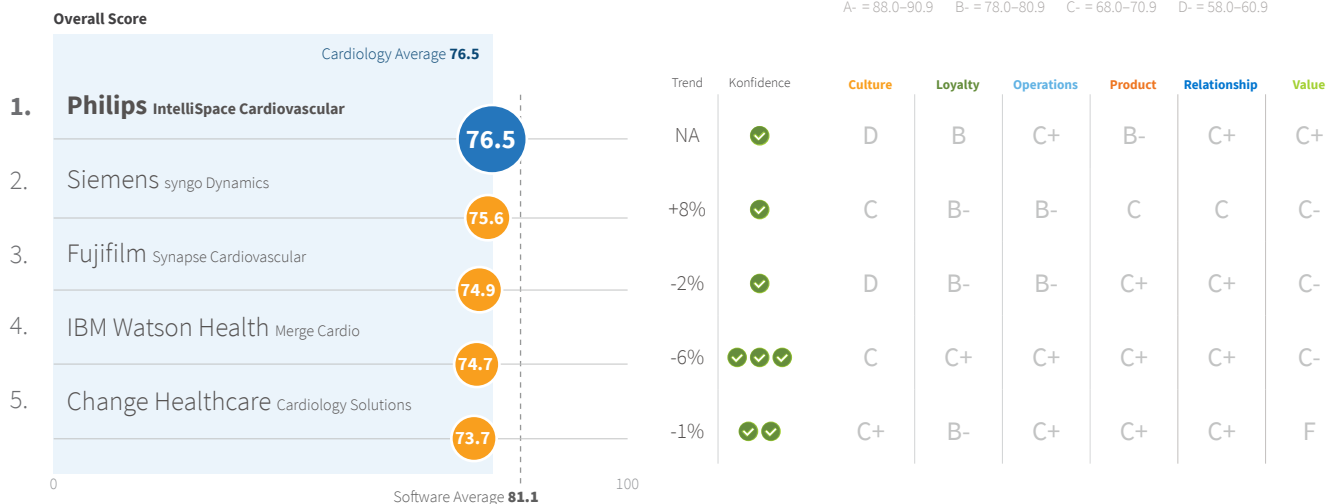 A- = 88.0–90.9 B- = 78.0–80.9 C- = 68.0–70.9 D- = 58.0–60.9
Overall Score
Cardiology Average 76.5
Trend Konfidence Culture Loyalty Operations Product Relationship Value
1. Philips IntelliSpace Cardiovascular
76.5 NA D B C+ B- C+ C+
2. Siemens syngo Dynamics
75.6 +8% C B- B- C C C-
3. Fujifilm Synapse Cardiovascular
74.9 -2% D B- B- C+ C+ C-
4. IBM Watson Health Merge Cardio
74.7 -6% C C+ C+ C+ C+ C-
5. Change Healthcare Cardiology Solutions
73.7 -1% C+ B- C+ C+ C+ F
0 100
Software Average 81.1